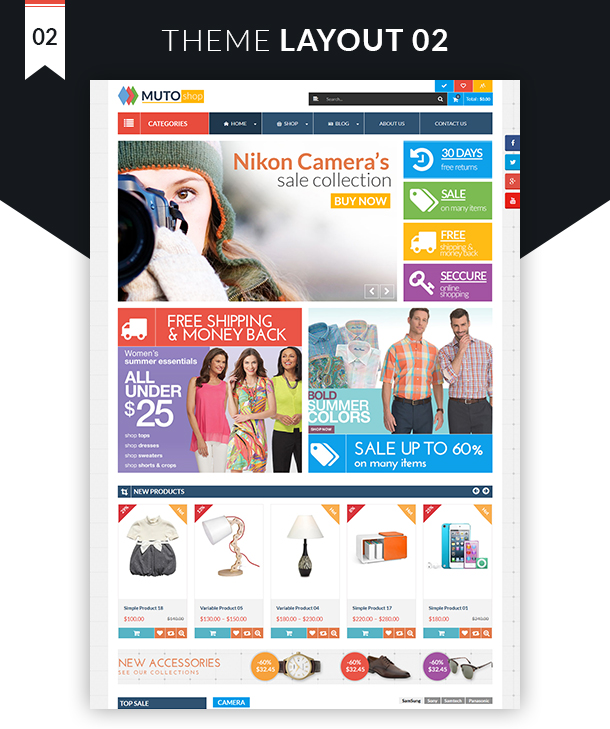 02
THEME LAYOUT 02
MUTO shop
Search...
Total: $0.00
CATEGORIES
HOME
SHOP
BLOG
ABOUT US
CONTACT US
Nikon Camera's
sale collection
BUY NOW
30 DAYS
free returns
SALE
on many items
FREE
shipping &
money back
SECCURE
online
shopping
FREE SHIPPING
& MONEY BACK
Women's
summer essentials
ALL
UNDER
$25
shop tops
shop dresses
shop sweaters
shop shorts & crops
BOLD
SUMMER
COLORS
SHOP NOW
SALE UP TO 60%
on many items
NEW PRODUCTS
Hot
Hot
Hot
Simple Product 18
$100.00
$140.00
Variable Product 05
$130.00 – $150.00
Variable Product 04
$180.00 – $230.00
Simple Product 17
$220.00 – $260.00
Simple Product 01
$180.00
$240.00
NEW ACCESSORIES
SEE OUR COLLECTIONS
-60%
$32.45
-60%
$32.45
-60%
$32.45
TOP SALE
CAMERA
SamSung
Sony
Samtech
Panasonic